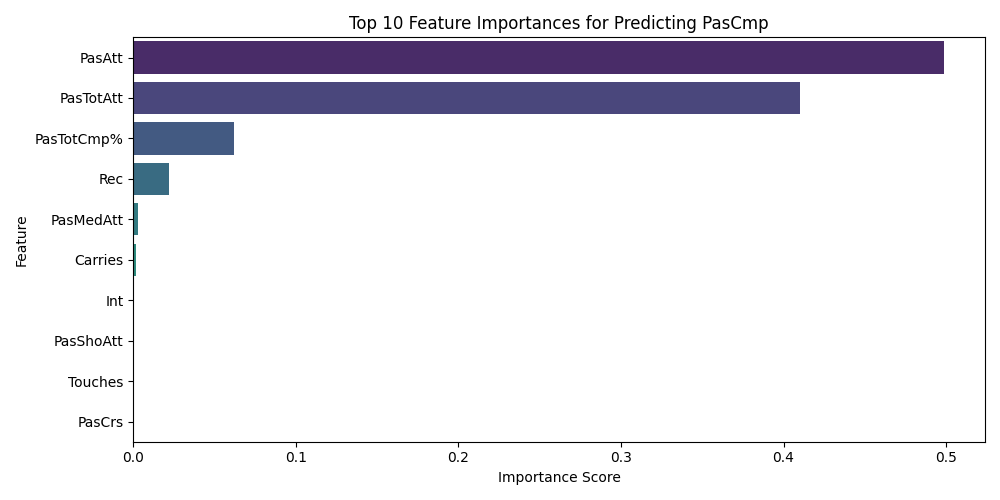 Top 10 Feature Importances for Predicting PasCmp
PasAtt
PasTotAtt
PasTotCmp%
Rec
PasMedAtt
Carries
Int
PasShoAtt
Touches
PasCrs
Feature
0.0 0.1 0.2 0.3 0.4 0.5
Importance Score